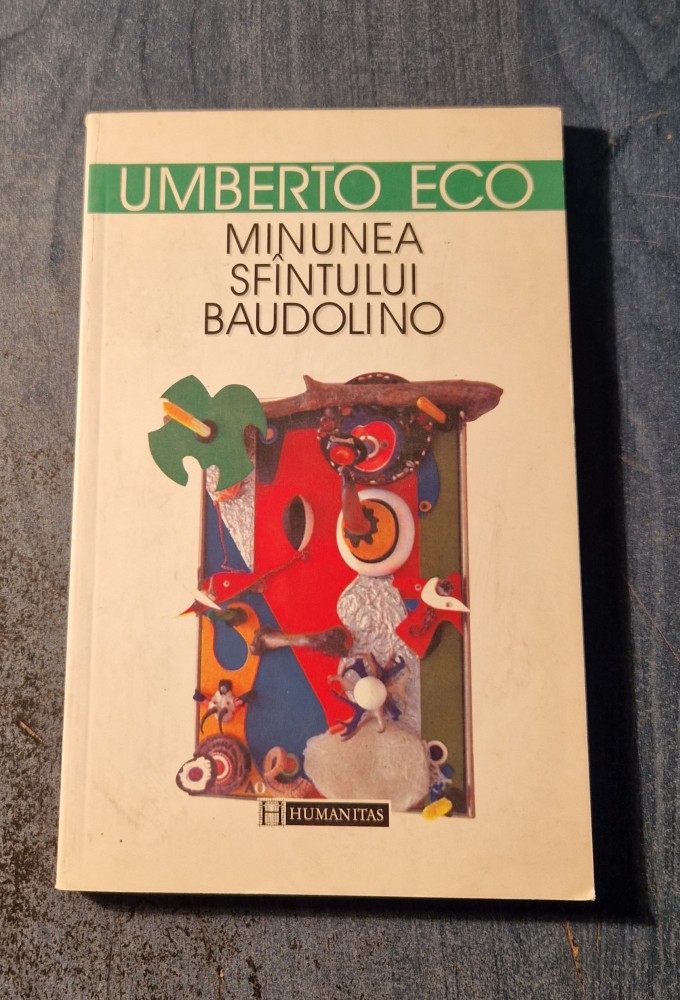 UMBERTO ECO
MINUNEA
SFÎNTULUI
BAUDOLINO
HUMANITAS